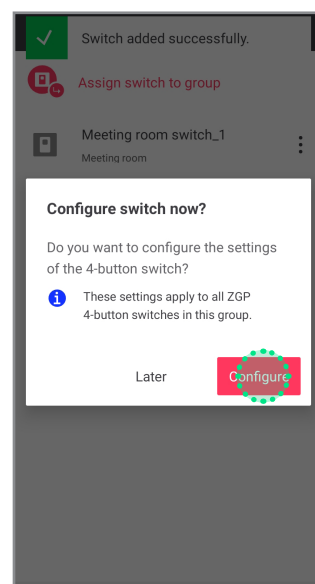 Switch added successfully.
Assign switch to group
Meeting room switch_1
Meeting room
Configure switch now?
Do you want to configure the settings
of the 4-button switch?
These settings apply to all ZGP
4-button switches in this group.
Later
Configure